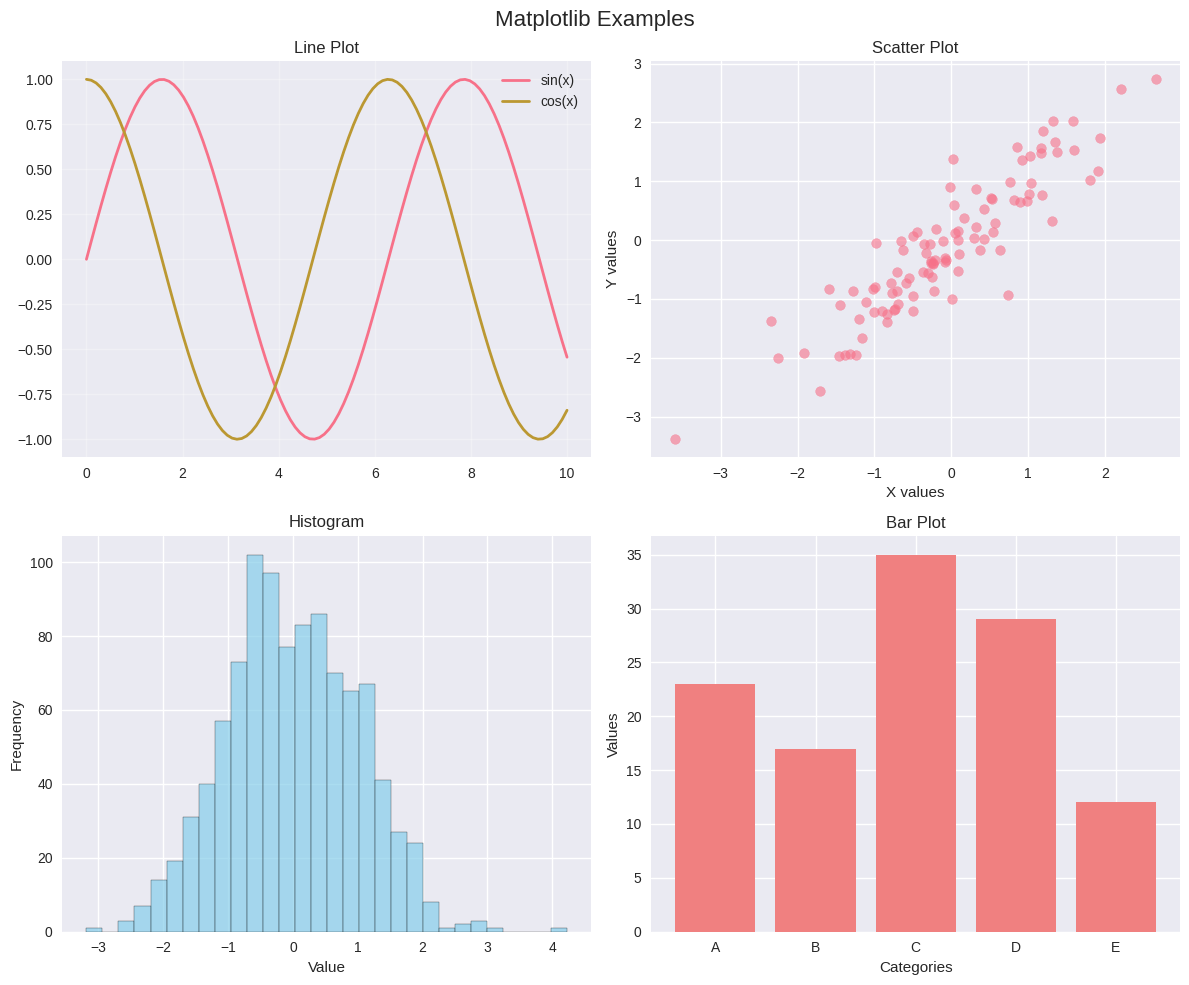 Matplotlib Examples
Line Plot
1.00
0.75
0.50
0.25
0.00
−0.25
−0.50
−0.75
−1.00
sin(x)
cos(x)
0 2 4 6 8 10
Scatter Plot
Y values
3
2
1
0
−1
−2
−3
−3 −2 −1 0 1 2
X values
Histogram
Frequency
100
80
60
40
20
0
−3 −2 −1 0 1 2 3 4
Value
Bar Plot
Values
35
30
25
20
15
10
5
0
A B C D E
Categories